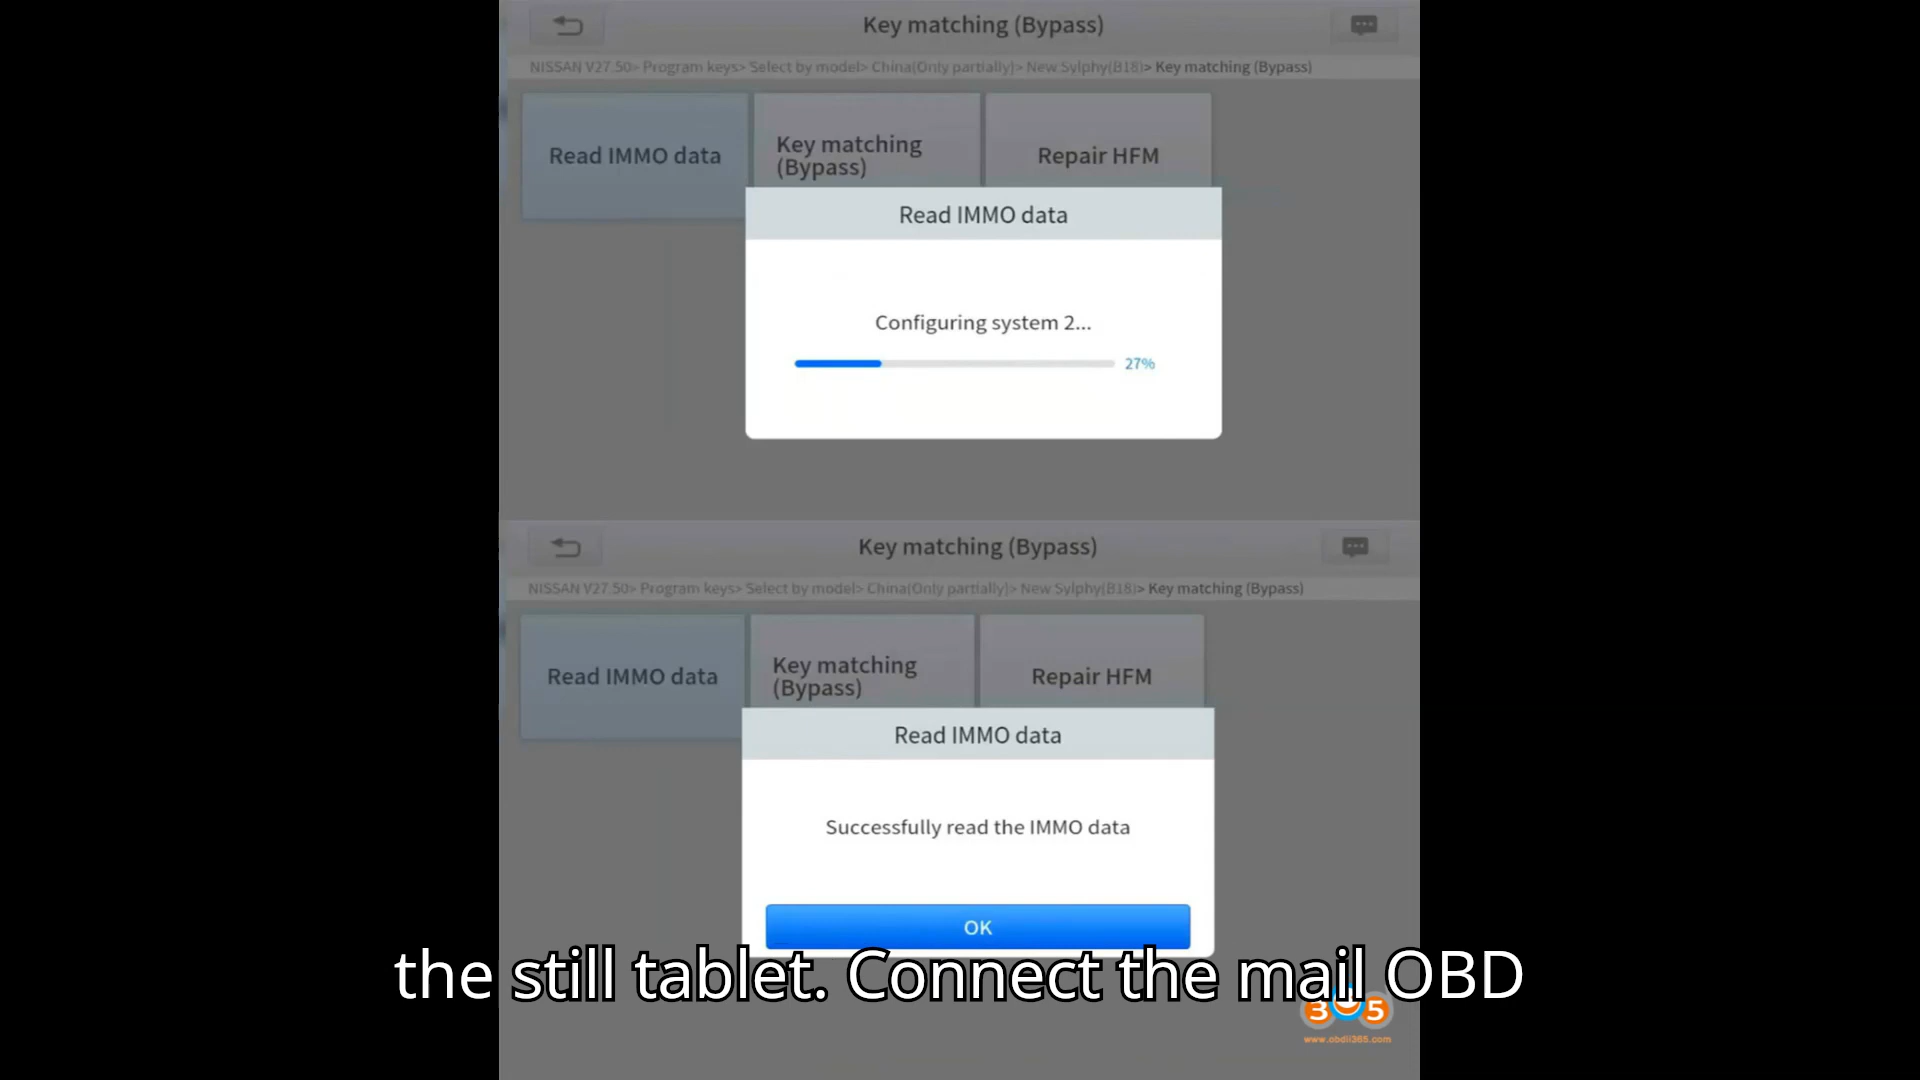 Key matching (Bypass)
NISSAN V27.50> Program keys> Select by model> China(Only partially)> New Sylphy(B18)> Key matching (Bypass)
Read IMMO data
Key matching
(Bypass)
Repair HFM
Read IMMO data
Configuring system 2...
27%
Key matching (Bypass)
NISSAN V27.50> Program keys> Select by model> China(Only partially)> New Sylphy(B18)> Key matching (Bypass)
Read IMMO data
Key matching
(Bypass)
Repair HFM
Read IMMO data
Successfully read the IMMO data
OK
the still tablet. Connect the mail OBD
365
www.obdii365.com